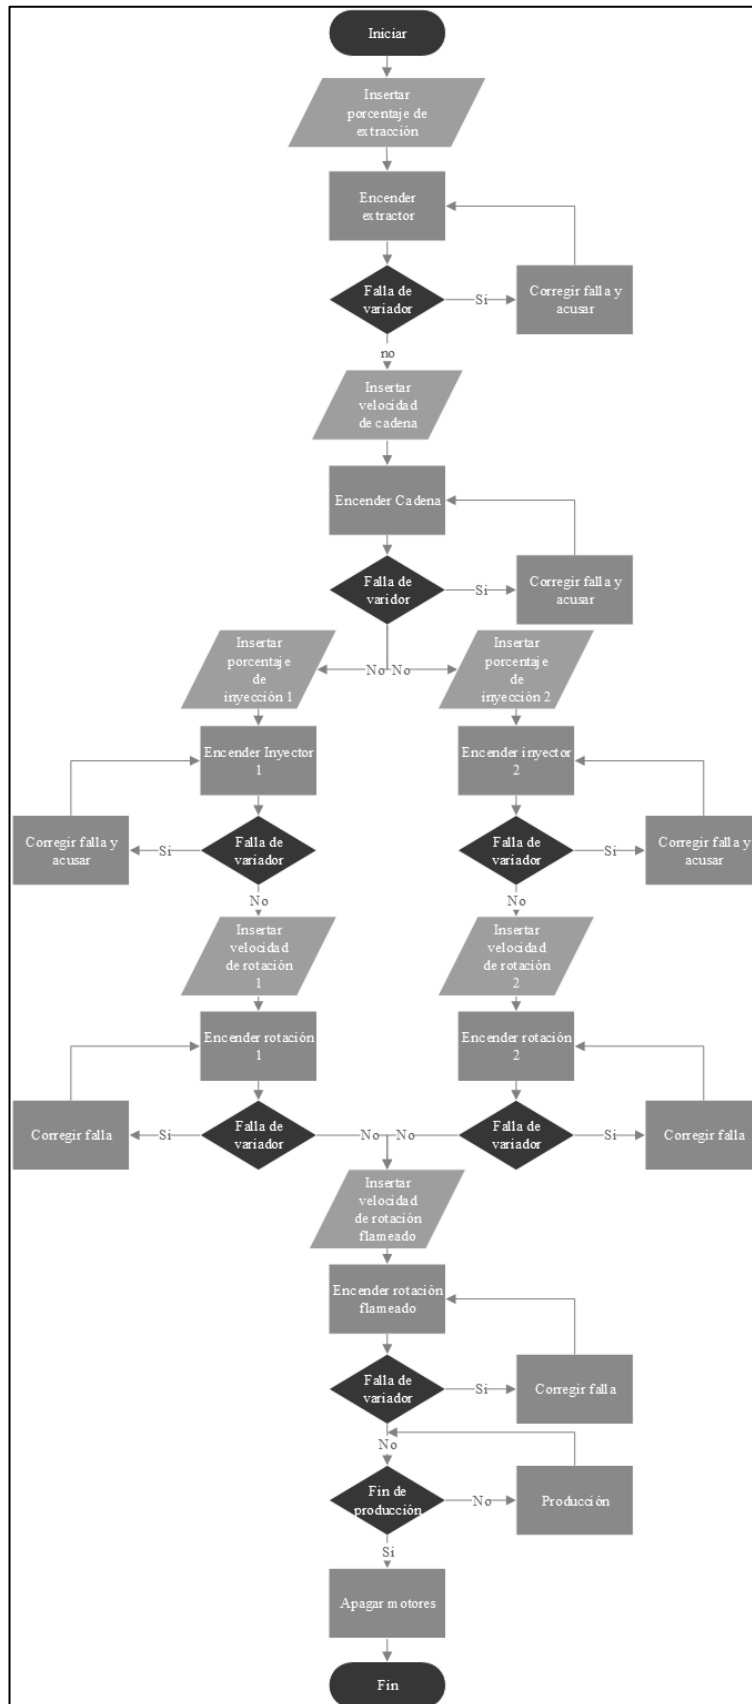 Iniciar
Insertar
porcentaje de
extracción
Encender
extractor
Falla de
variador
Si
Corregir falla y
acusar
no
Insertar
velocidad
de cadena
Encender Cadena
Falla de
varidor
Si
Corregir falla y
acusar
No
No
Insertar
porcentaje
de
inyección 1
Insertar
porcentaje
de
inyección 2
Encender Inyector
1
Encender inyector
2
Corregir falla y
acusar
Si
Falla de
variador
Falla de
variador
Si
Corregir falla y
acusar
No
No
Insertar
velocidad
de rotación
1
Insertar
velocidad
de rotación
2
Encender rotación
1
Encender rotación
2
Corregir falla
Si
Falla de
variador
No
No
Falla de
variador
Si
Corregir falla
Insertar
velocidad
de rotación
flameado
Encender rotación
flameado
Falla de
variador
Si
Corregir falla
No
Fin de
producción
No
Producción
Si
Apagar motores
Fin